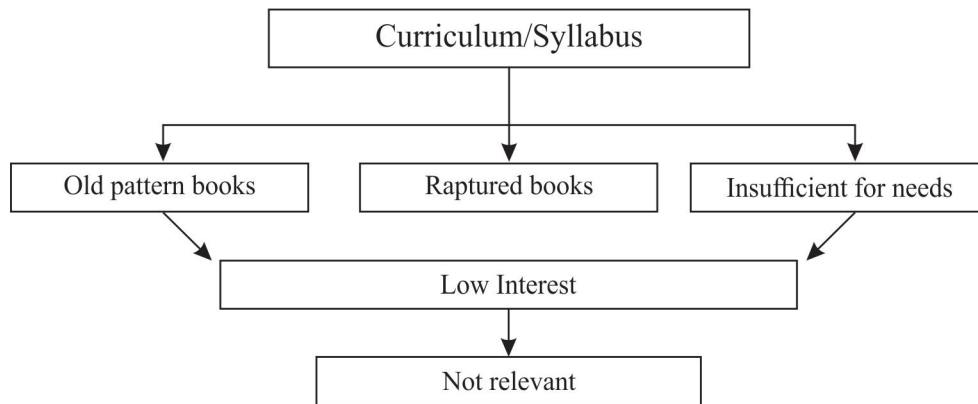 Curriculum/Syllabus
Old pattern books
Raptured books
Insufficient for needs
Low Interest
Not relevant